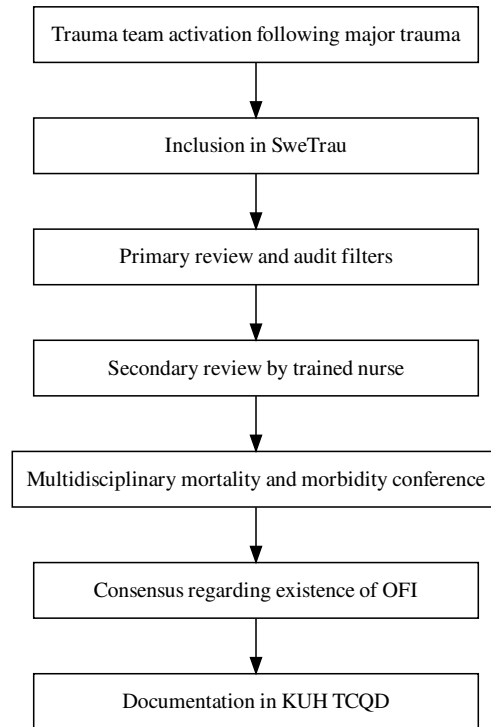 Trauma team activation following major trauma
Inclusion in SweTrau
Primary review and audit filters
Secondary review by trained nurse
Multidisciplinary mortality and morbidity conference
Consensus regarding existence of OFI
Documentation in KUH TCQD